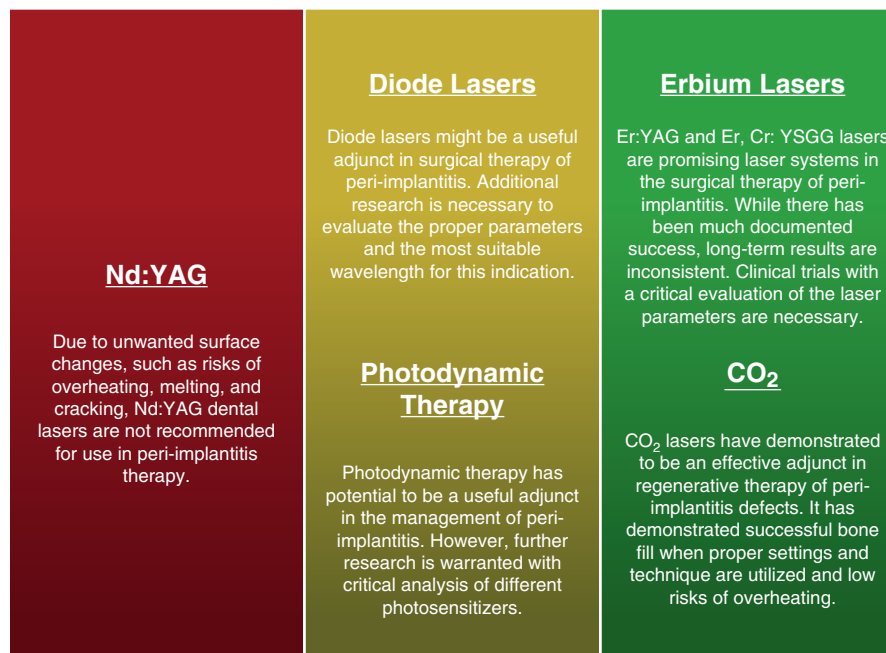 Nd:YAG
Due to unwanted surface
changes, such as risks of
overheating, melting, and
cracking, Nd:YAG dental
lasers are not recommended
for use in peri-implantitis
therapy.
Diode Lasers
Diode lasers might be a useful
adjunct in surgical therapy of
peri-implantitis. Additional
research is necessary to
evaluate the proper parameters
and the most suitable
wavelength for this indication.
Photodynamic
Therapy
Photodynamic therapy has
potential to be a useful adjunct
in the management of peri-
implantitis. However, further
research is warranted with
critical analysis of different
photosensitizers.
Erbium Lasers
Er:YAG and Er, Cr: YSGG lasers
are promising laser systems in
the surgical therapy of peri-
implantitis. While there has
been much documented
success, long-term results are
inconsistent. Clinical trials with
a critical evaluation of the laser
parameters are necessary.
CO₂
CO₂ lasers have demonstrated
to be an effective adjunct in
regenerative therapy of peri-
implantitis defects. It has
demonstrated successful bone
fill when proper settings and
technique are utilized and low
risks of overheating.